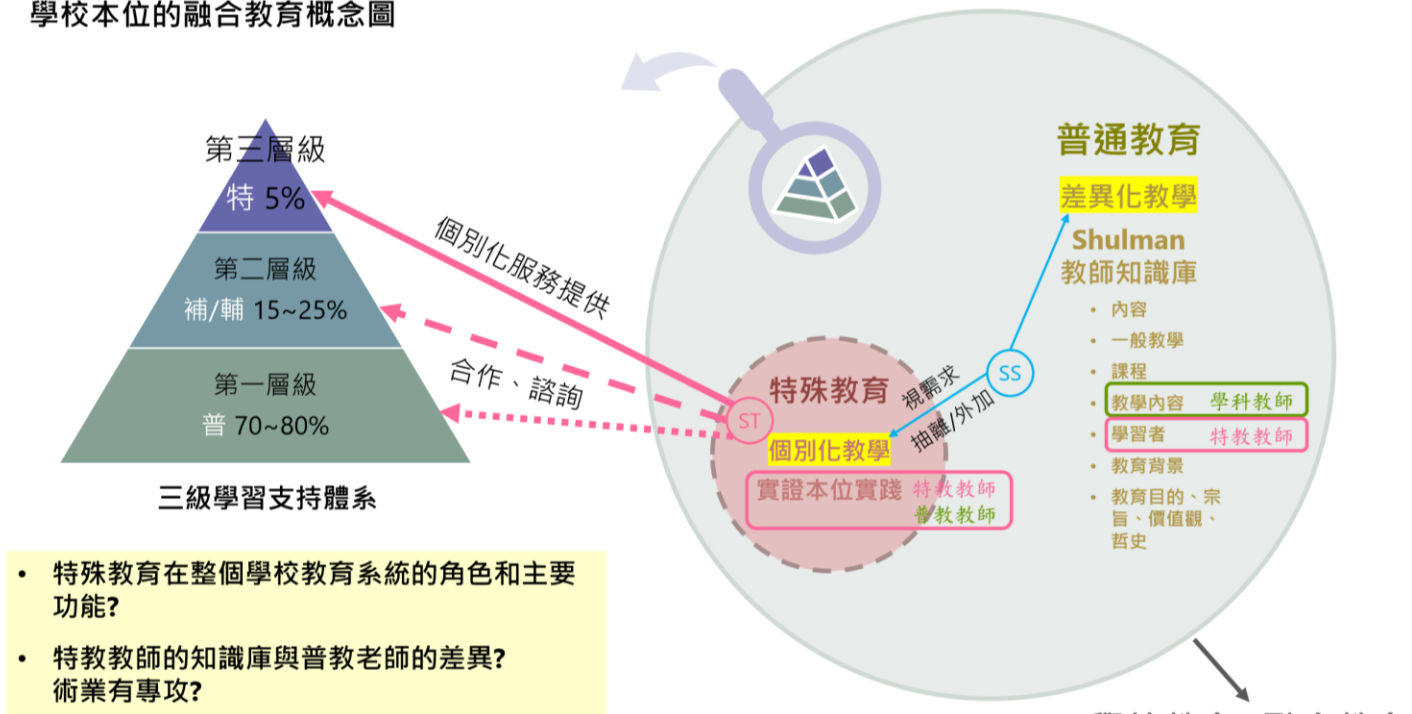 學校本位的融合教育概念圖
第三層級
特 5%
第二層級
補/輔 15~25%
第一層級
普 70~80%
三級學習支持體系
個別化服務提供
合作、諮詢
特殊教育
ST
個別化教學
實證本位實踐 特教教師
普教教師
視需求
抽離/外加
SS
普通教育
差異化教學
Shulman
教師知識庫
• 內容
• 一般教學
• 課程
• 教學內容 學科教師
• 學習者 特教教師
• 教育背景
• 教育目的、宗
旨、價值觀、
哲史
• 特殊教育在整個學校教育系統的角色和主要
功能?
• 特教教師的知識庫與普教老師的差異?
術業有專攻?